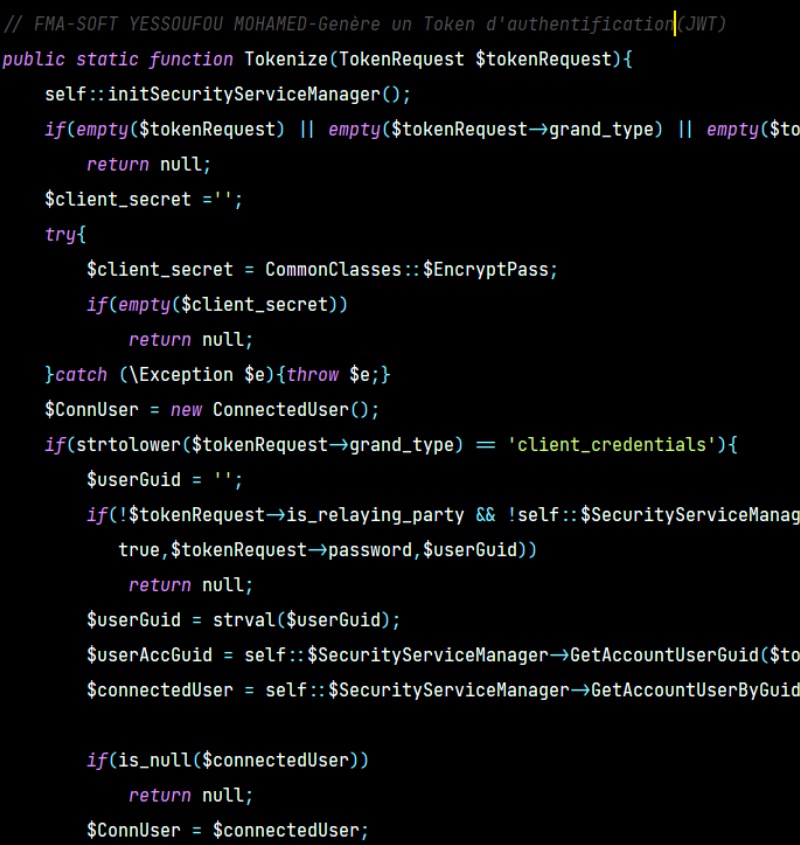 // FMA-SOFT YESSOUFOU MOHAMED-Genère un Token d'authentification(JWT)
public static function Tokenize(TokenRequest $tokenRequest){
self::initSecurityServiceManager();
if(empty($tokenRequest) || empty($tokenRequest->grand_type) || empty($to
return null;
$client_secret ='';
try{
$client_secret = CommonClasses::$EncryptPass;
if(empty($client_secret))
return null;
}catch (\Exception $e){throw $e;}
$ConnUser = new ConnectedUser();
if(strtolower($tokenRequest->grand_type) == 'client_credentials'){
$userGuid = '';
if(!$tokenRequest->is_relaying_party && !self::$SecurityServiceManag
true,$tokenRequest->password,$userGuid))
return null;
$userGuid = strval($userGuid);
$userAccGuid = self::$SecurityServiceManager->GetAccountUserGuid($to
$connectedUser = self::$SecurityServiceManager->GetAccountUserByGuid
if(is_null($connectedUser))
return null;
$ConnUser = $connectedUser;